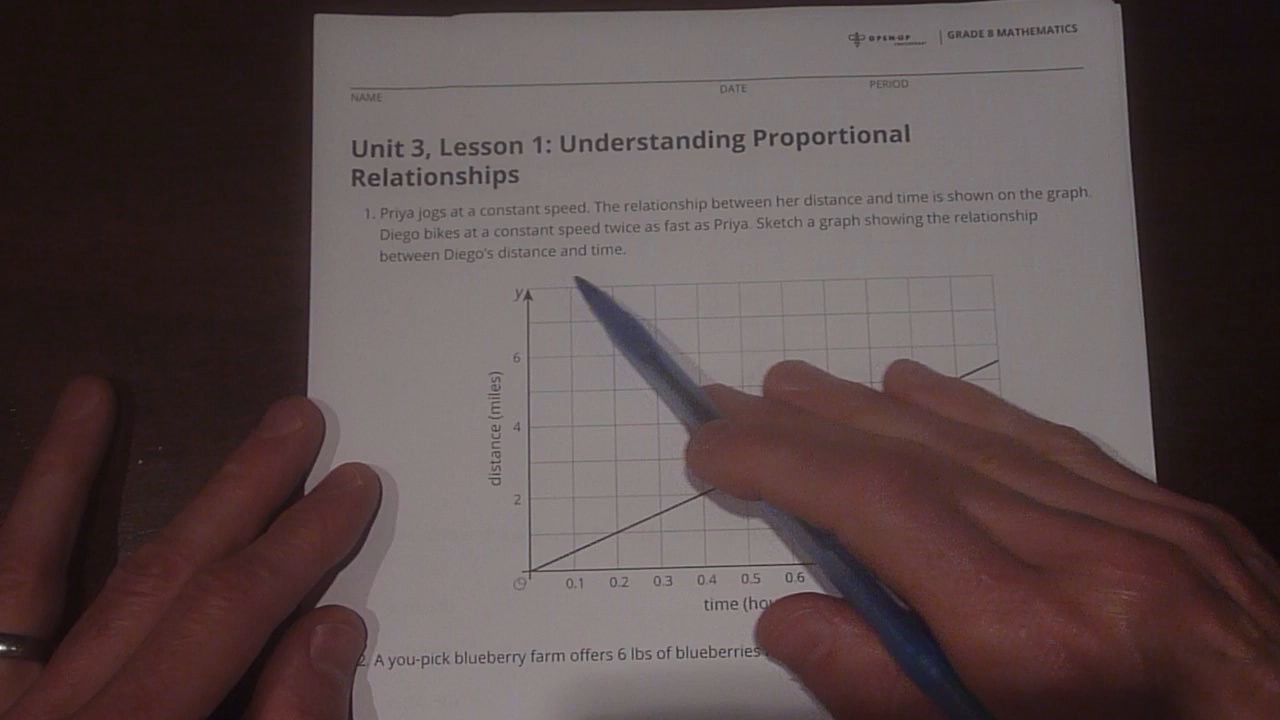 OPEN-UP | GRADE 8 MATHEMATICS
NAME DATE PERIOD
Unit 3, Lesson 1: Understanding Proportional
Relationships
1. Priya jogs at a constant speed. The relationship between her distance and time is shown on the graph.
Diego bikes at a constant speed twice as fast as Priya. Sketch a graph showing the relationship
between Diego's distance and time.
y
6
distance (miles)
4
2
0.1 0.2 0.3 0.4 0.5 0.6
time (ho
2. A you-pick blueberry farm offers 6 lbs of blueberries